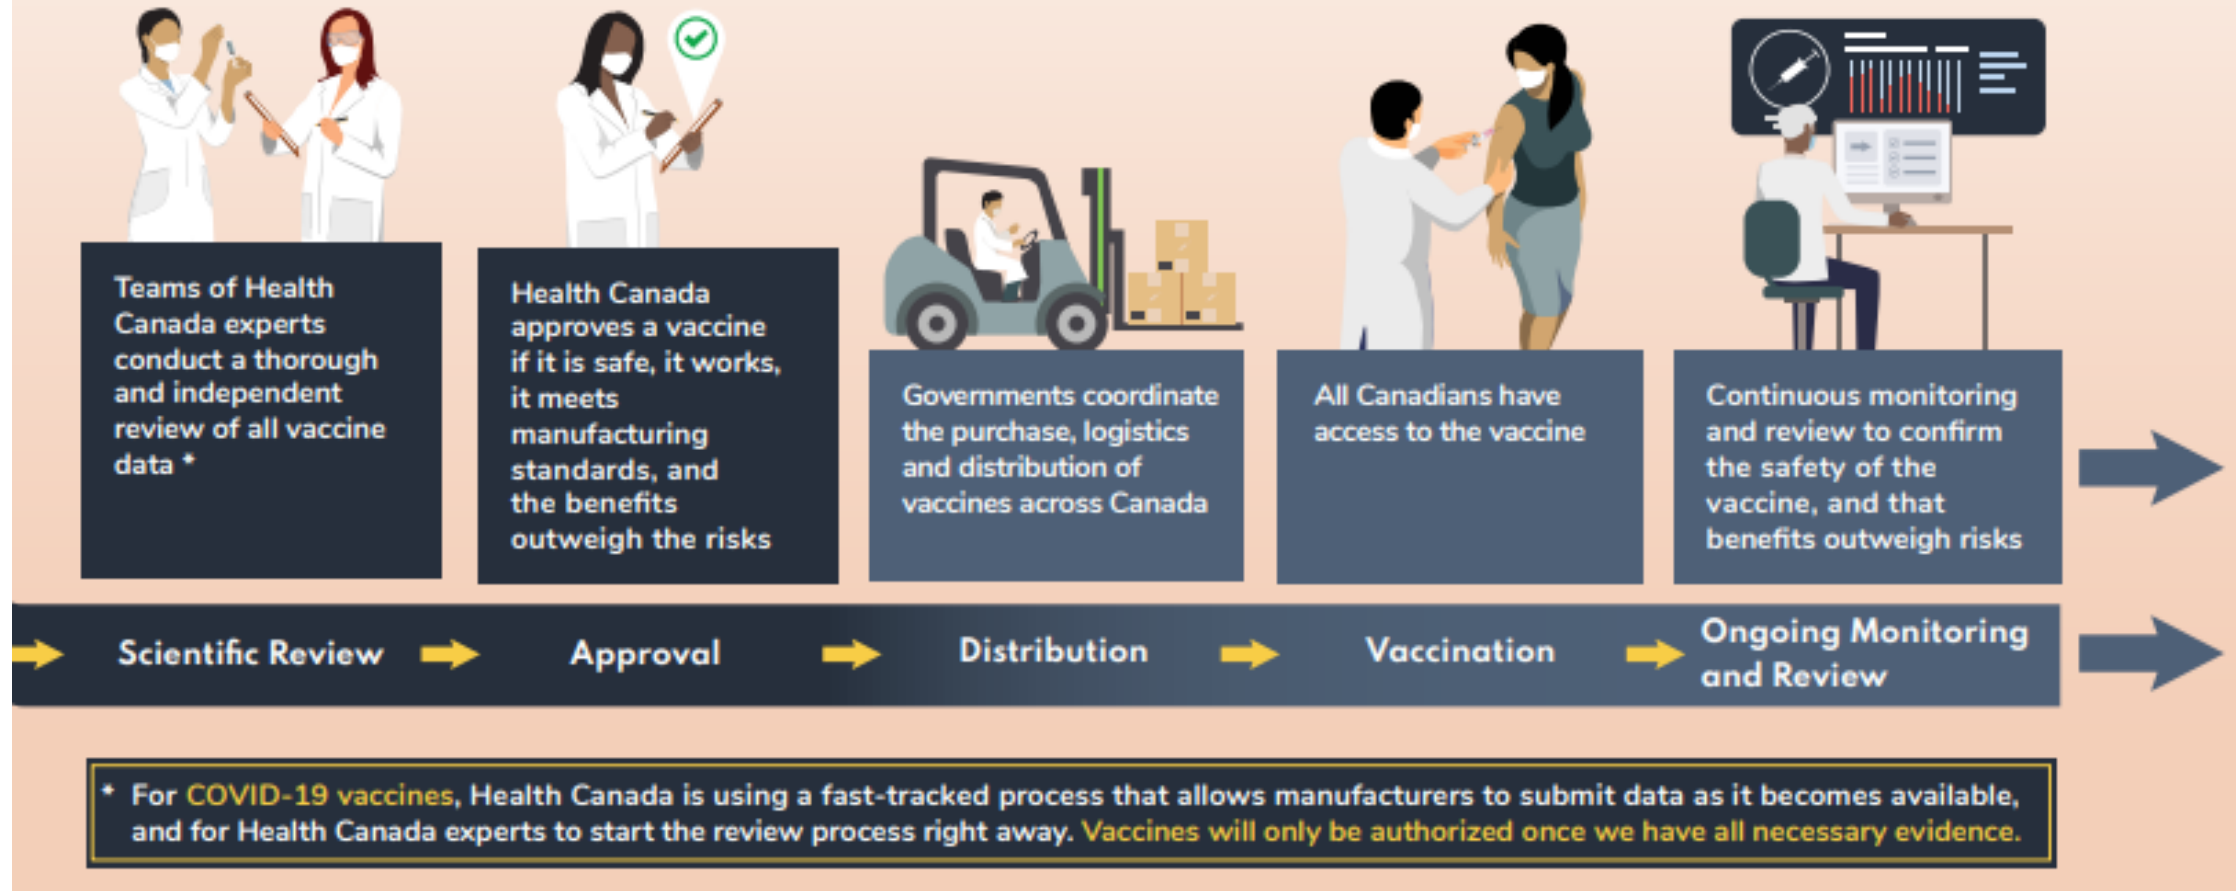 Teams of Health
Canada experts
conduct a thorough
and independent
review of all vaccine
data *
Health Canada
approves a vaccine
if it is safe, it works,
it meets
manufacturing
standards, and
the benefits
outweigh the risks
Governments coordinate
the purchase, logistics
and distribution of
vaccines across Canada
All Canadians have
access to the vaccine
Continuous monitoring
and review to confirm
the safety of the
vaccine, and that
benefits outweigh risks
Scientific Review
Approval
Distribution
Vaccination
Ongoing Monitoring
and Review
* For COVID-19 vaccines, Health Canada is using a fast-tracked process that allows manufacturers to submit data as it becomes available,
and for Health Canada experts to start the review process right away. Vaccines will only be authorized once we have all necessary evidence.